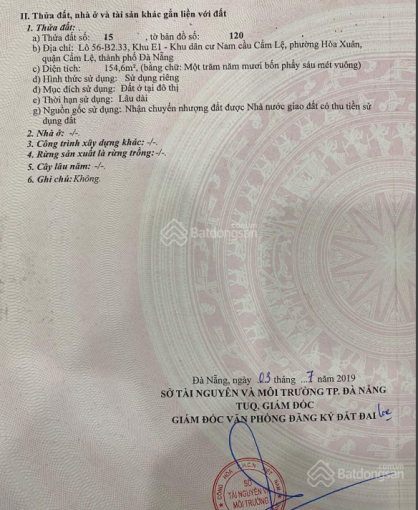 II. Thửa đất, nhà ở và tài sản khác gắn liền với đất
1. Thửa đất:
a) Thửa đất số: 15 , tờ bản đồ số: 120
b) Địa chỉ: Lô 56-B2.33, Khu E1 - Khu dân cư Nam cầu Cẩm Lệ, phường Hòa Xuân,
quận Cẩm Lệ, thành phố Đà Nẵng
c) Diện tích: 154,6m², (bằng chữ: Một trăm năm mươi bốn phẩy sáu mét vuông)
d) Hình thức sử dụng: Sử dụng riêng
đ) Mục đích sử dụng: Đất ở tại đô thị
e) Thời hạn sử dụng: Lâu dài
g) Nguồn gốc sử dụng: Nhận chuyển nhượng đất được Nhà nước giao đất có thu tiền sử
dụng đất
2. Nhà ở: -/-.
3. Công trình xây dựng khác: -/-.
4. Rừng sản xuất là rừng trồng: -/-.
5. Cây lâu năm: -/-.
6. Ghi chú: Không.
Batdongsan
Đà Nẵng, ngày 03 tháng 7 năm 2019
SỞ TÀI NGUYÊN VÀ MÔI TRƯỜNG TP. ĐÀ NẴNG
TUQ. GIÁM ĐỐC
GIÁM ĐỐC VĂN PHÒNG ĐĂNG KÝ ĐẤT ĐAI
CỘNG HÒA X.H.C.N VIỆT NAM
SỞ
TÀI NGUYÊN VÀ
MÔI TRƯỜNG
Batdongsan